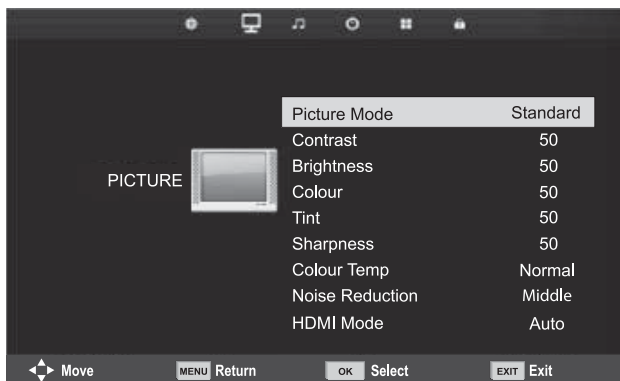 PICTURE
Picture Mode Standard
Contrast 50
Brightness 50
Colour 50
Tint 50
Sharpness 50
Colour Temp Normal
Noise Reduction Middle
HDMI Mode Auto
Move MENU Return OK Select EXIT Exit